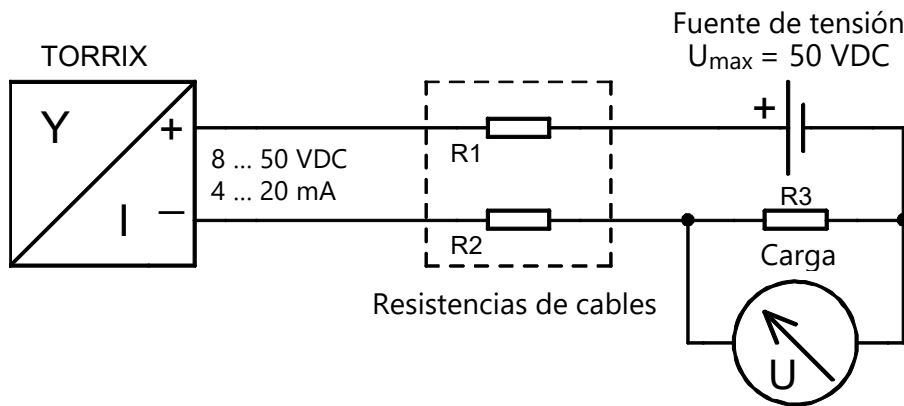 Fuente de tensión
Umax = 50 VDC
TORRIX
Y
+
+
R1
8 ... 50 VDC
4 ... 20 mA
I
—
R2
R3
Carga
Resistencias de cables
U